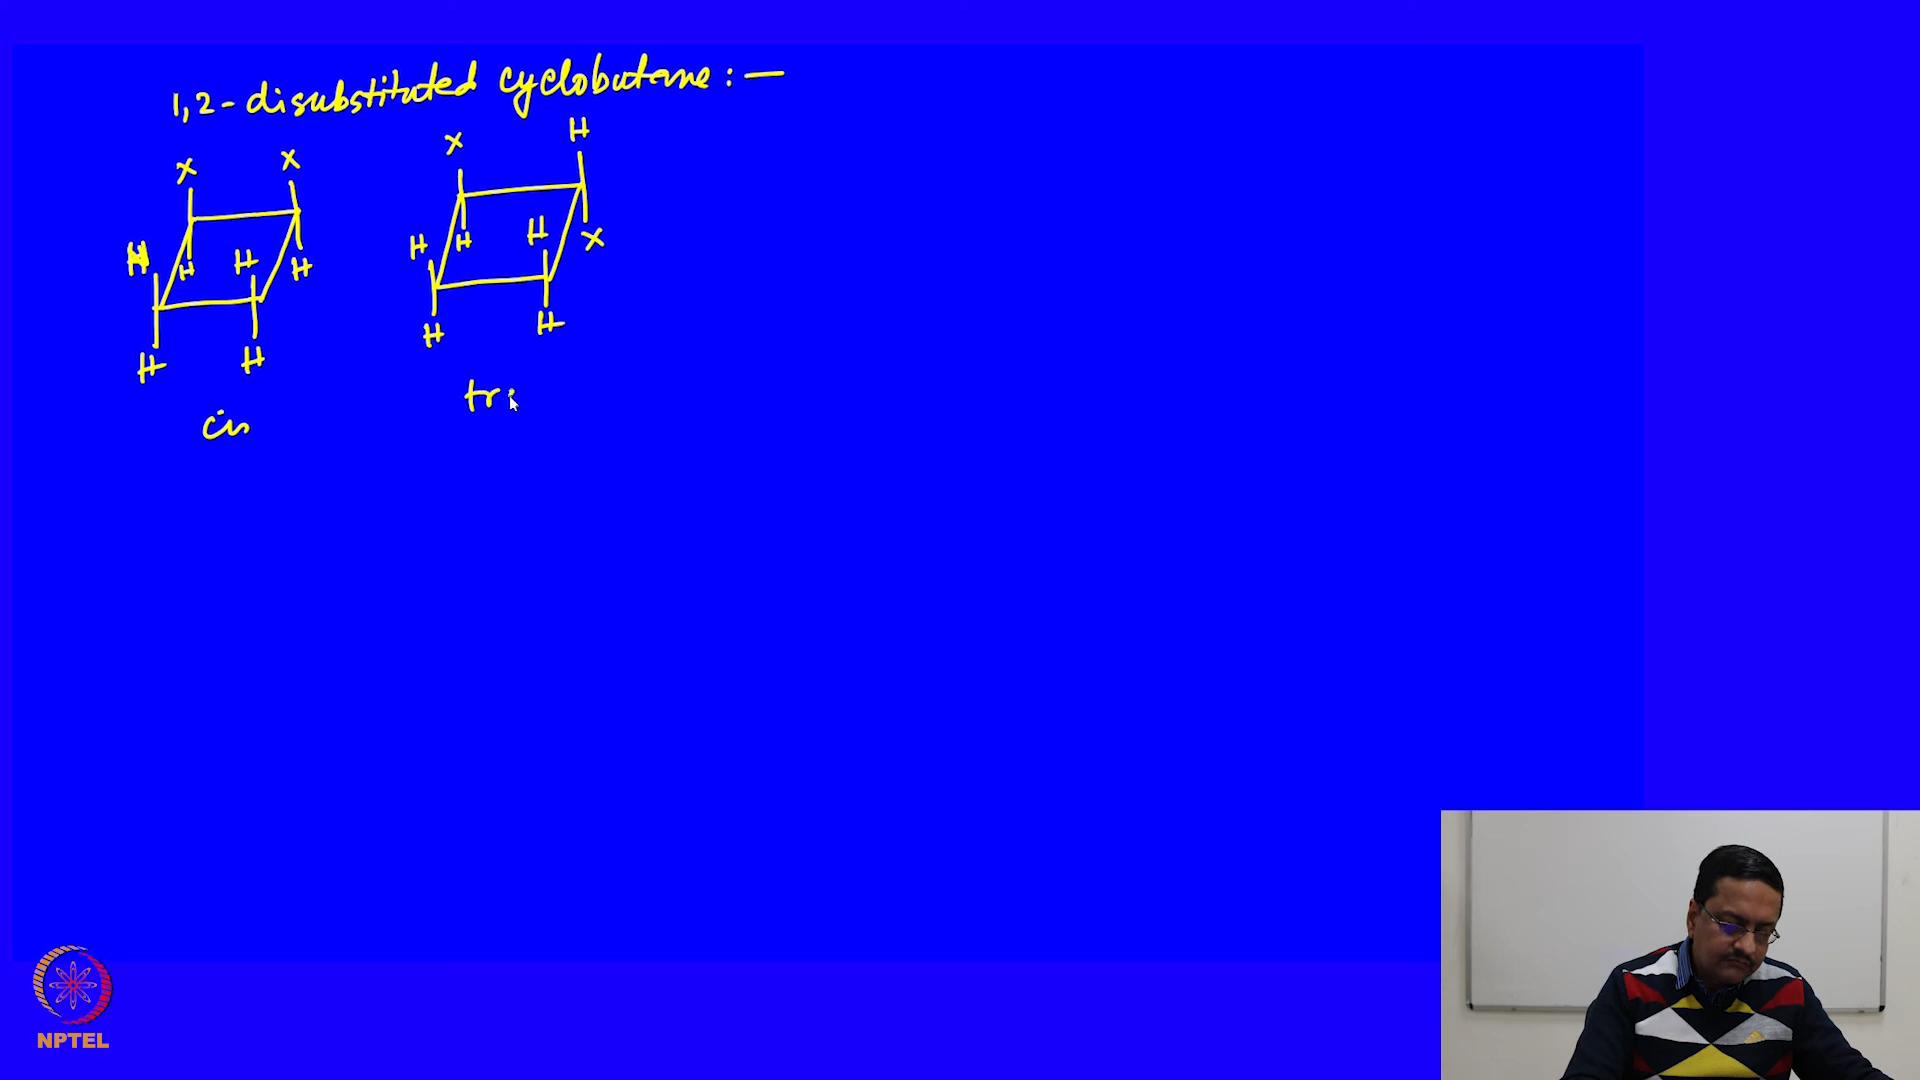 1,2-disubstituted cyclobutane:—
X X
H H H H
H H
cis
X H
H H H X
H H
tr
NPTEL